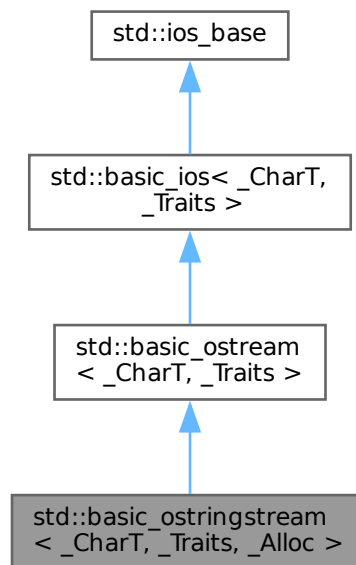 std::ios_base
std::basic_ios< _CharT,
_Traits >
std::basic_ostream
< _CharT, _Traits >
std::basic_ostringstream
< _CharT, _Traits, _Alloc >